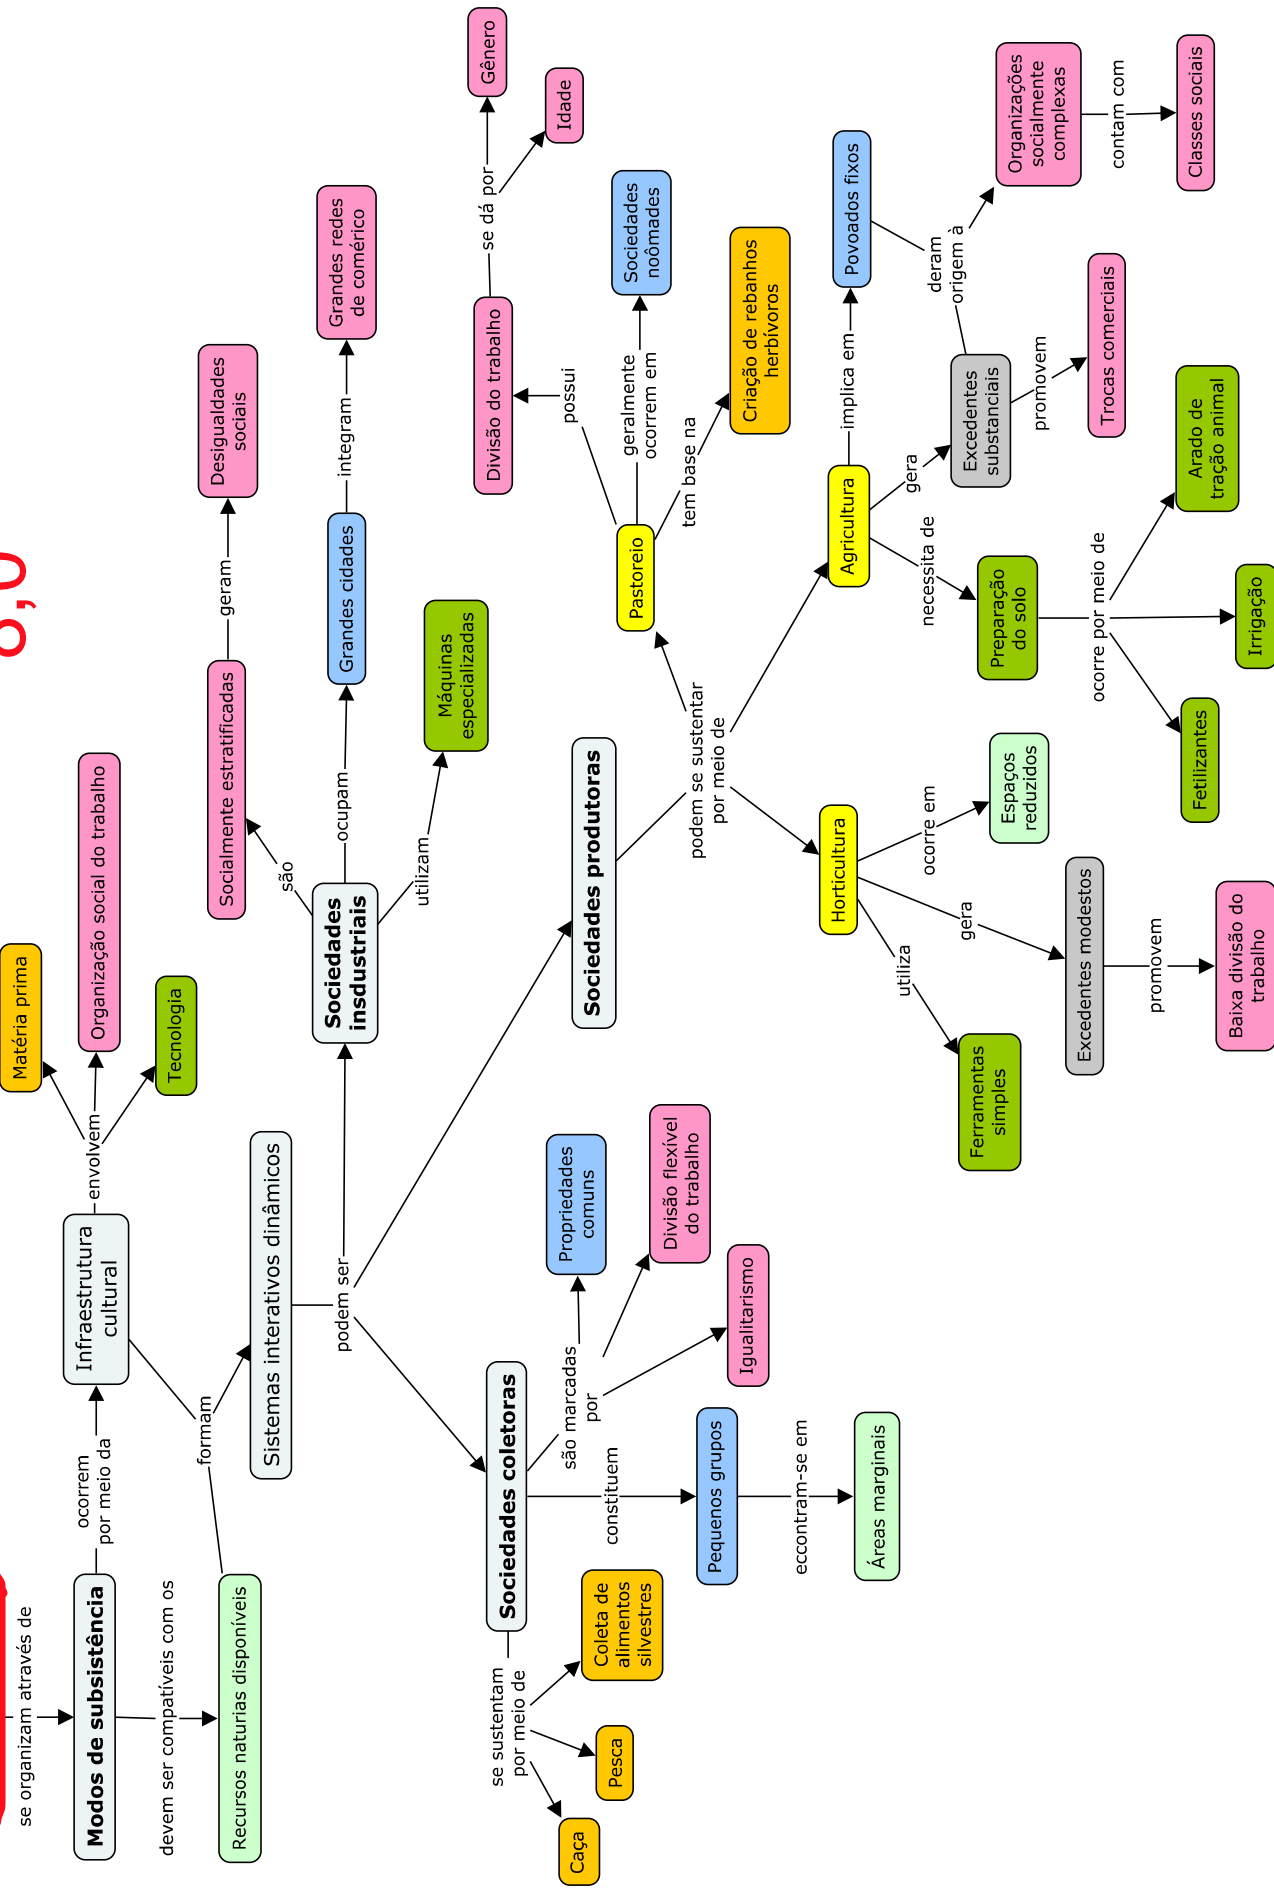 8,0
se organizam através de
Modos de subsistência
ocorrem
por meio da
Infraestrutura
cultural
envolvem
Matéria prima
Organização social do trabalho
Tecnologia
devem ser compatíveis com os
Recursos naturias disponíveis
formam
Sistemas interativos dinâmicos
podem ser
Sociedades
insdustriais
são
Socialmente estratificadas
geram
Desigualdades
sociais
ocupam
Grandes cidades
integram
Grandes redes
de comérico
utilizam
Máquinas
especializadas
Sociedades coletoras
se sustentam
por meio de
Caça
Pesca
Coleta de
alimentos
silvestres
constituem
Pequenos grupos
eccontram-se em
Áreas marginais
são marcadas
por
Propriedades
comuns
Divisão flexível
do trabalho
Igualitarismo
Sociedades produtoras
podem se sustentar
por meio de
Pastoreio
possui
Divisão do trabalho
se dá por
Gênero
Idade
geralmente
ocorrem em
Sociedades
noômades
tem base na
Criação de rebanhos
herbívoros
Horticultura
utiliza
Ferramentas
simples
gera
Excedentes modestos
promovem
Baixa divisão do
trabalho
ocorre em
Espaços
reduzidos
Agricultura
necessita de
Preparação
do solo
ocorre por meio de
Fetilizantes
Irrigação
Arado de
tração animal
gera
Excedentes
substanciais
promovem
Trocas comerciais
implica em
Povoados fixos
deram
origem à
Organizações
socialmente
complexas
contam com
Classes sociais